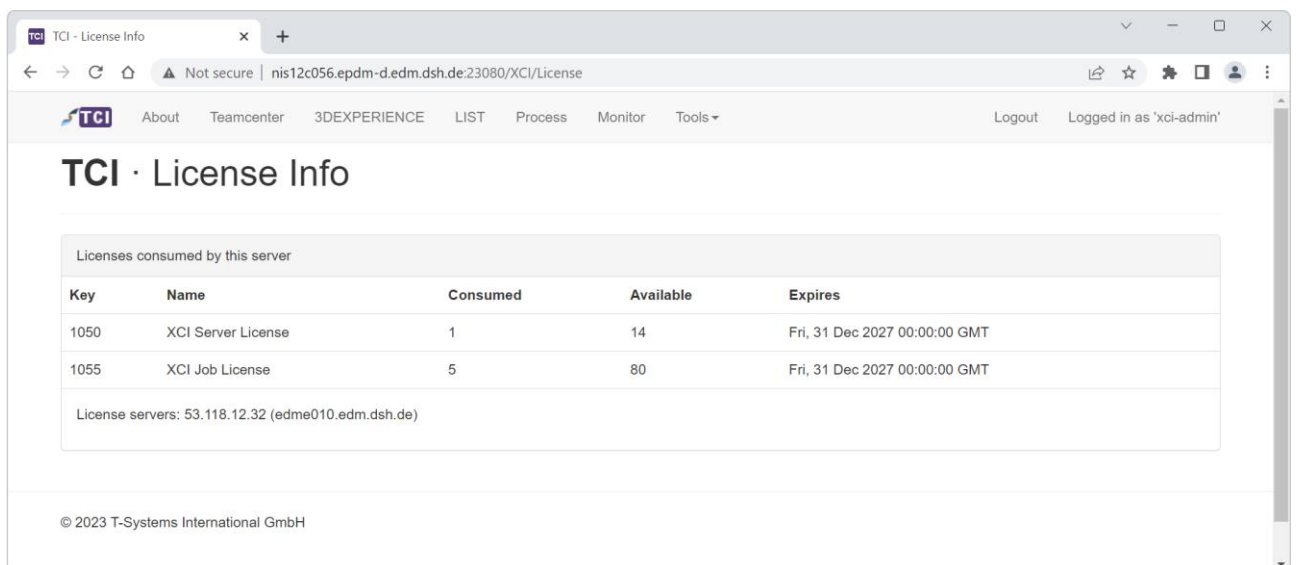 TCI TCI - License Info
Not secure nis12c056.epdm-d.edm.dsh.de:23080/XCI/License
TCI About Teamcenter 3DEXPERIENCE LIST Process Monitor Tools Logout Logged in as 'xci-admin'
TCI · License Info
Licenses consumed by this server
Key Name Consumed Available Expires
1050 XCI Server License 1 14 Fri, 31 Dec 2027 00:00:00 GMT
1055 XCI Job License 5 80 Fri, 31 Dec 2027 00:00:00 GMT
License servers: 53.118.12.32 (edme010.edm.dsh.de)
© 2023 T-Systems International GmbH